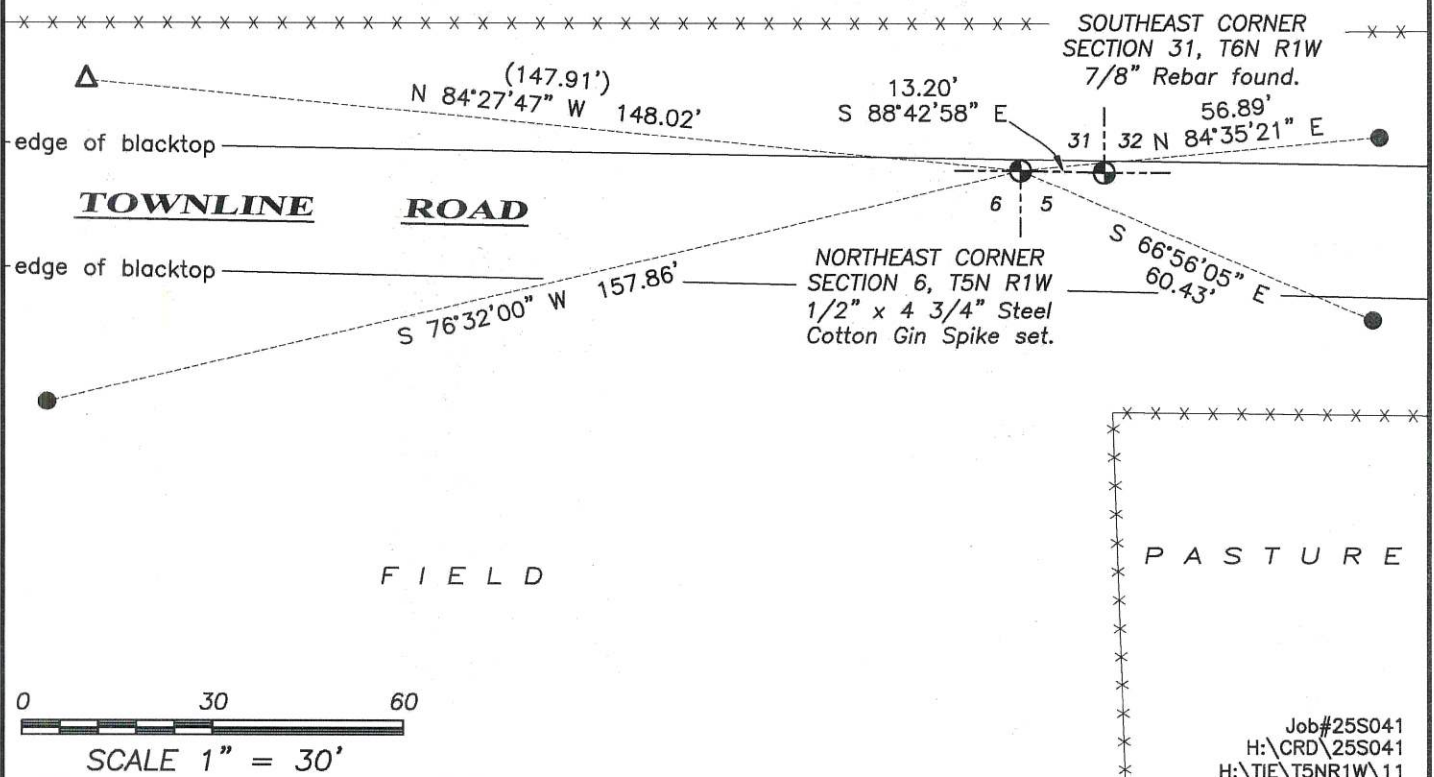 SOUTHEAST CORNER
SECTION 31, T6N R1W
7/8" Rebar found.
(147.91')
N 84°27'47" W 148.02'
13.20'
S 88°42'58" E
56.89'
N 84°35'21" E
31 32
edge of blacktop
TOWNLINE ROAD
6 5
edge of blacktop
S 76°32'00" W 157.86'
NORTHEAST CORNER
SECTION 6, T5N R1W
1/2" x 4 3/4" Steel
Cotton Gin Spike set.
S 66°56'05" E
60.43'
FIELD
PASTURE
0 30 60
SCALE 1" = 30'
Job#25S041
H:\CRD\25S041
H:\TIE\T5NR1W\11